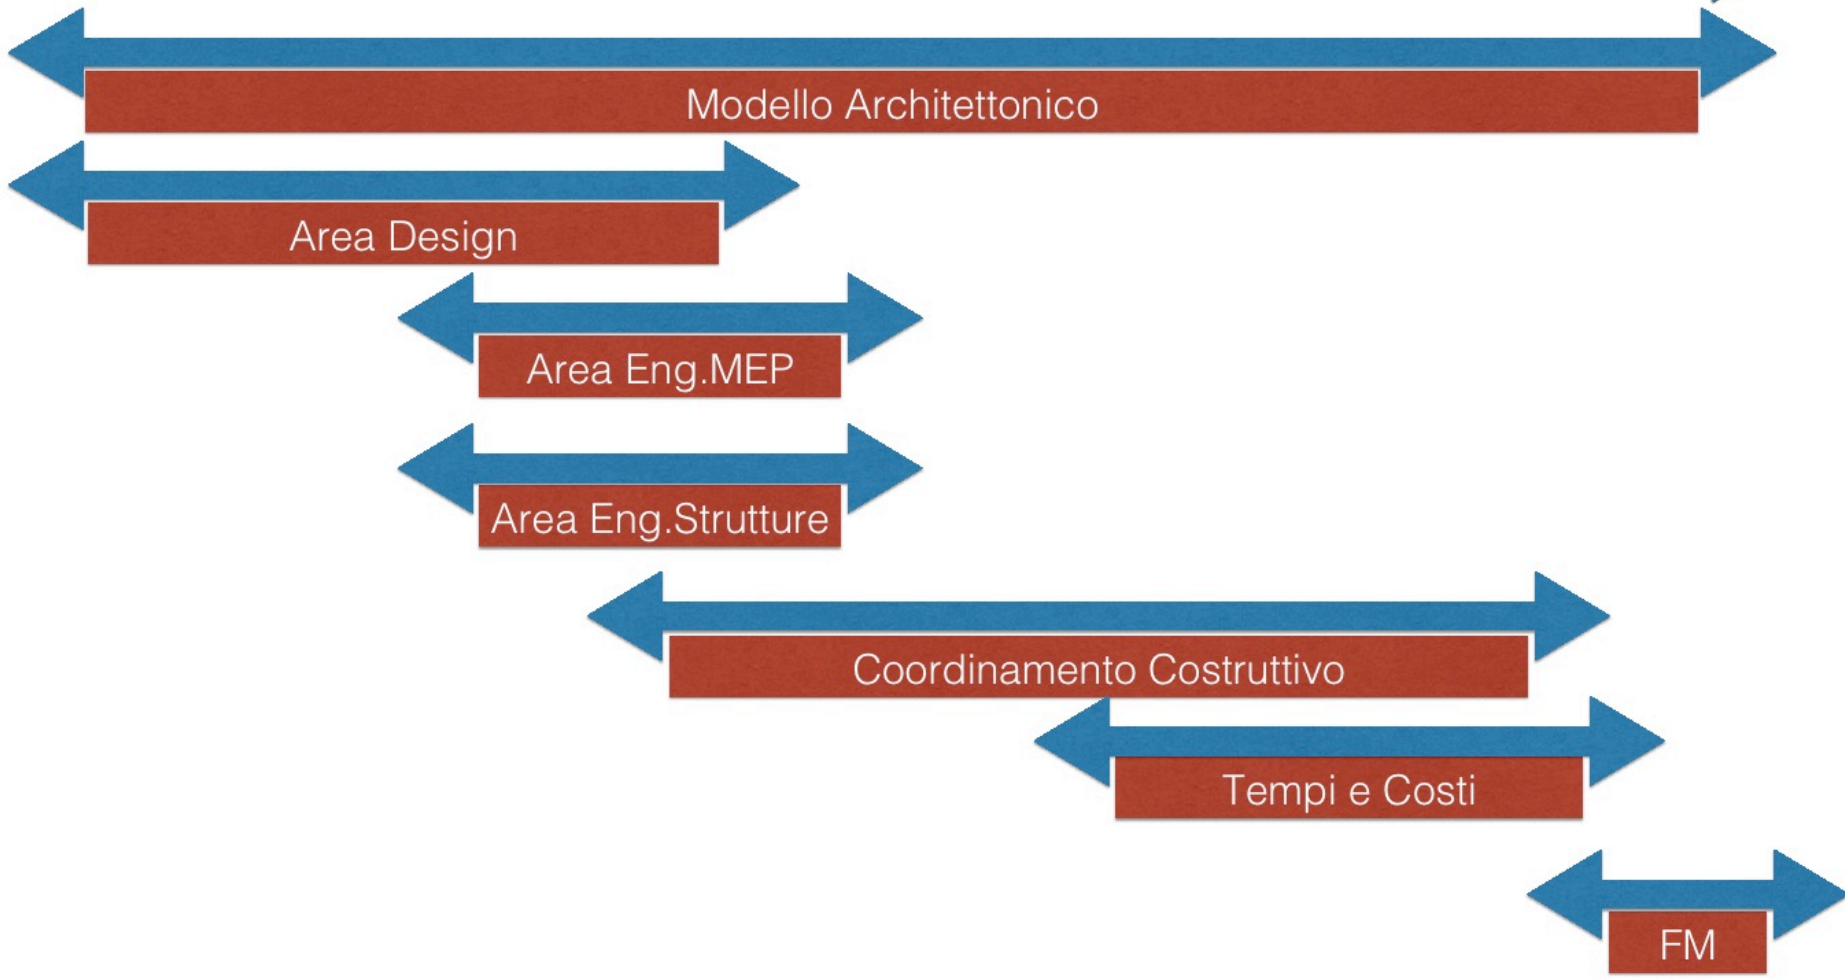 Modello Architettonico
Area Design
Area Eng.MEP
Area Eng.Strutture
Coordinamento Costruttivo
Tempi e Costi
FM